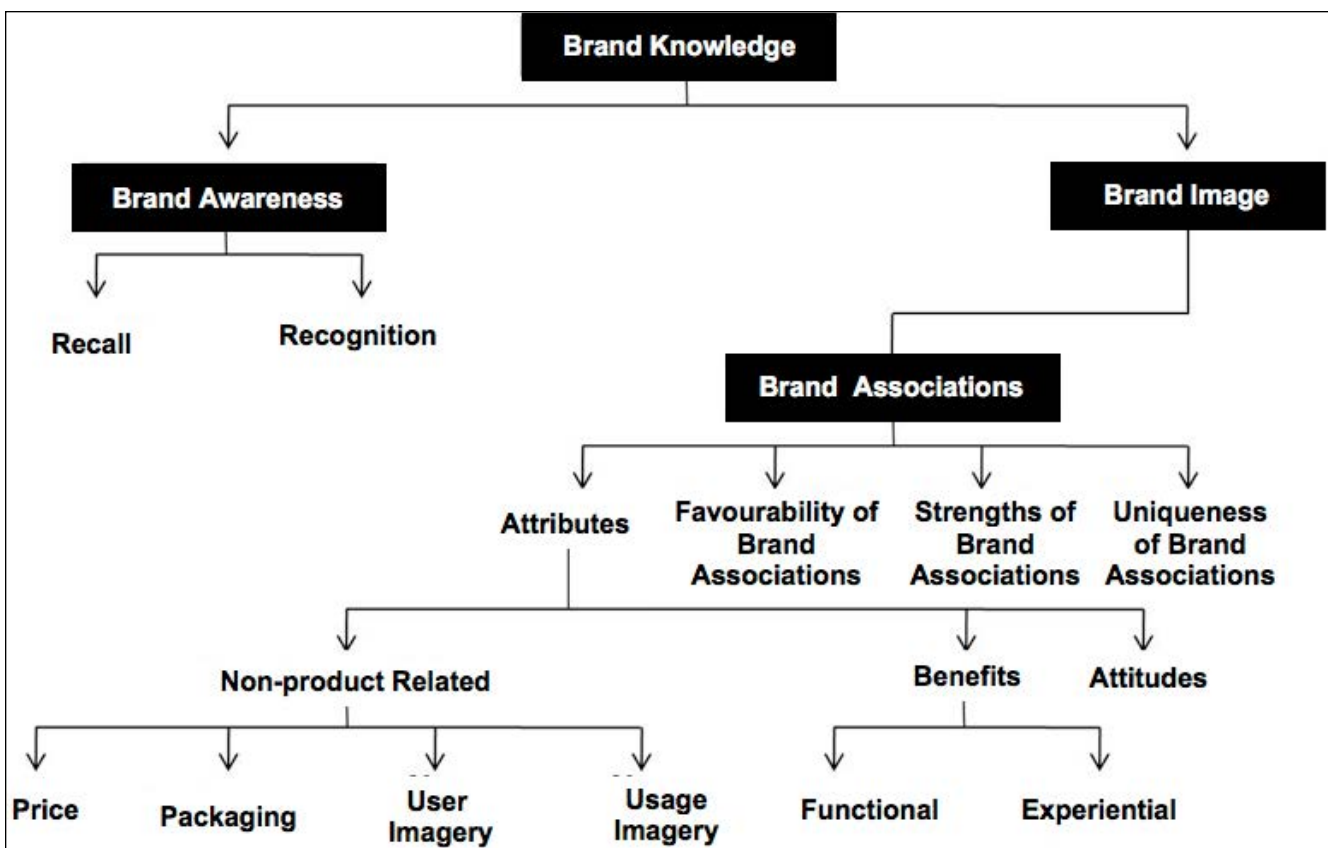 Brand Knowledge
Brand Awareness
Brand Image
Recall
Recognition
Brand Associations
Attributes
Favourability of
Brand
Associations
Strengths of
Brand
Associations
Uniqueness
of Brand
Associations
Non-product Related
Benefits
Attitudes
Price
Packaging
User
Imagery
Usage
Imagery
Functional
Experiential